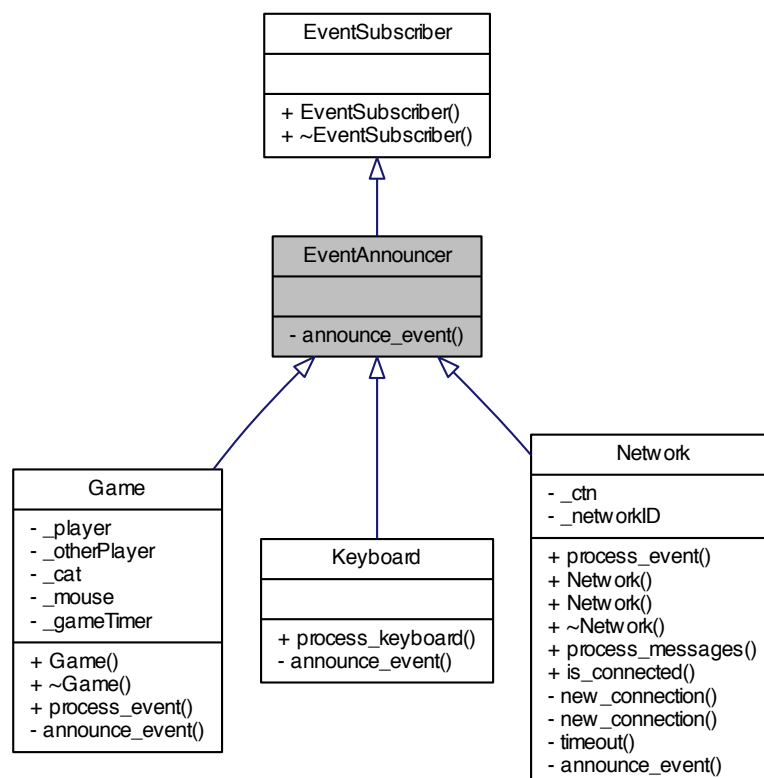 EventSubscriber
+ EventSubscriber()
+ ~EventSubscriber()
EventAnnouncer
- announce_event()
Game
- _player
- _otherPlayer
- _cat
- _mouse
- _gameTimer
+ Game()
+ ~Game()
+ process_event()
- announce_event()
Keyboard
+ process_keyboard()
- announce_event()
Network
- _ctn
- _networkID
+ process_event()
+ Network()
+ Network()
+ ~Network()
+ process_messages()
+ is_connected()
- new_connection()
- new_connection()
- timeout()
- announce_event()